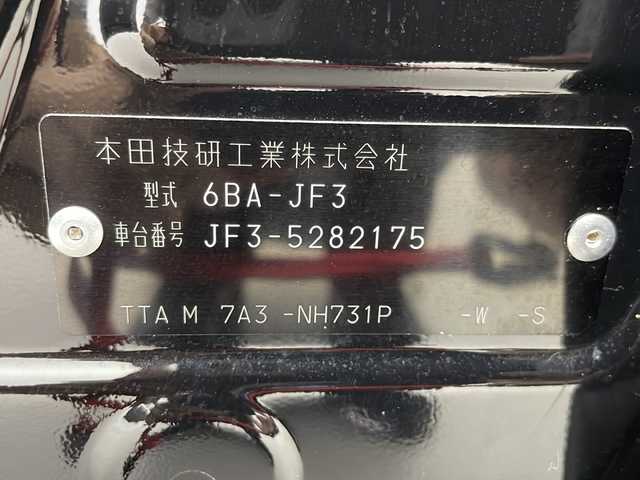 本田技研工業株式会社
型式 6BA-JF3
車台番号 JF3-5282175
TTA M 7A3 -NH731P -W -S